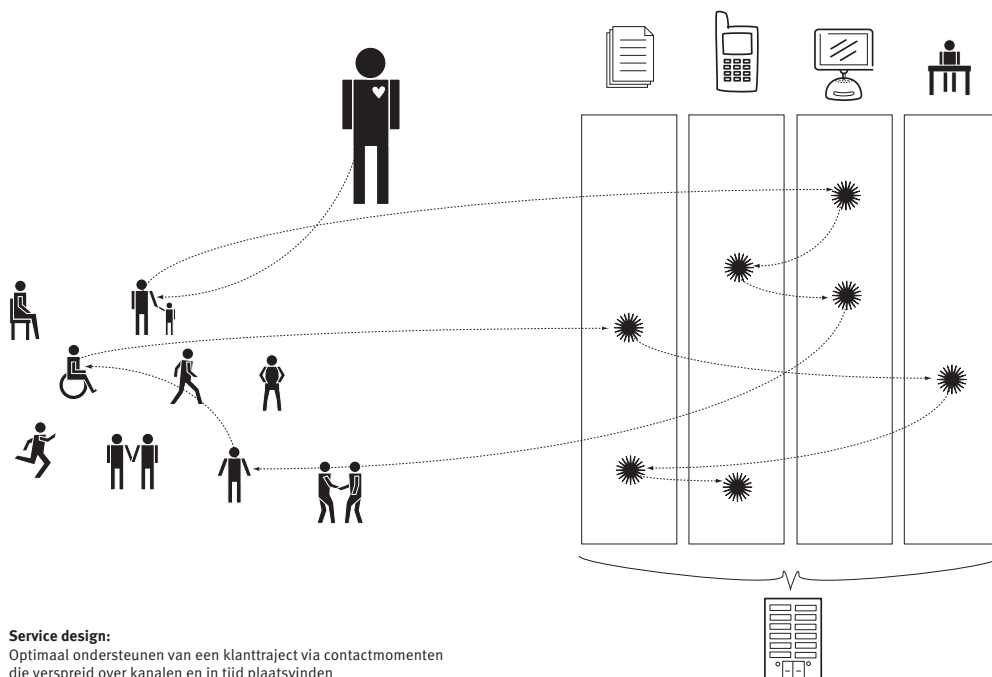 Service design:
Optimaal ondersteunen van een klanttraject via contactmomenten
die verspreid over kanalen en in tijd plaatsvinden